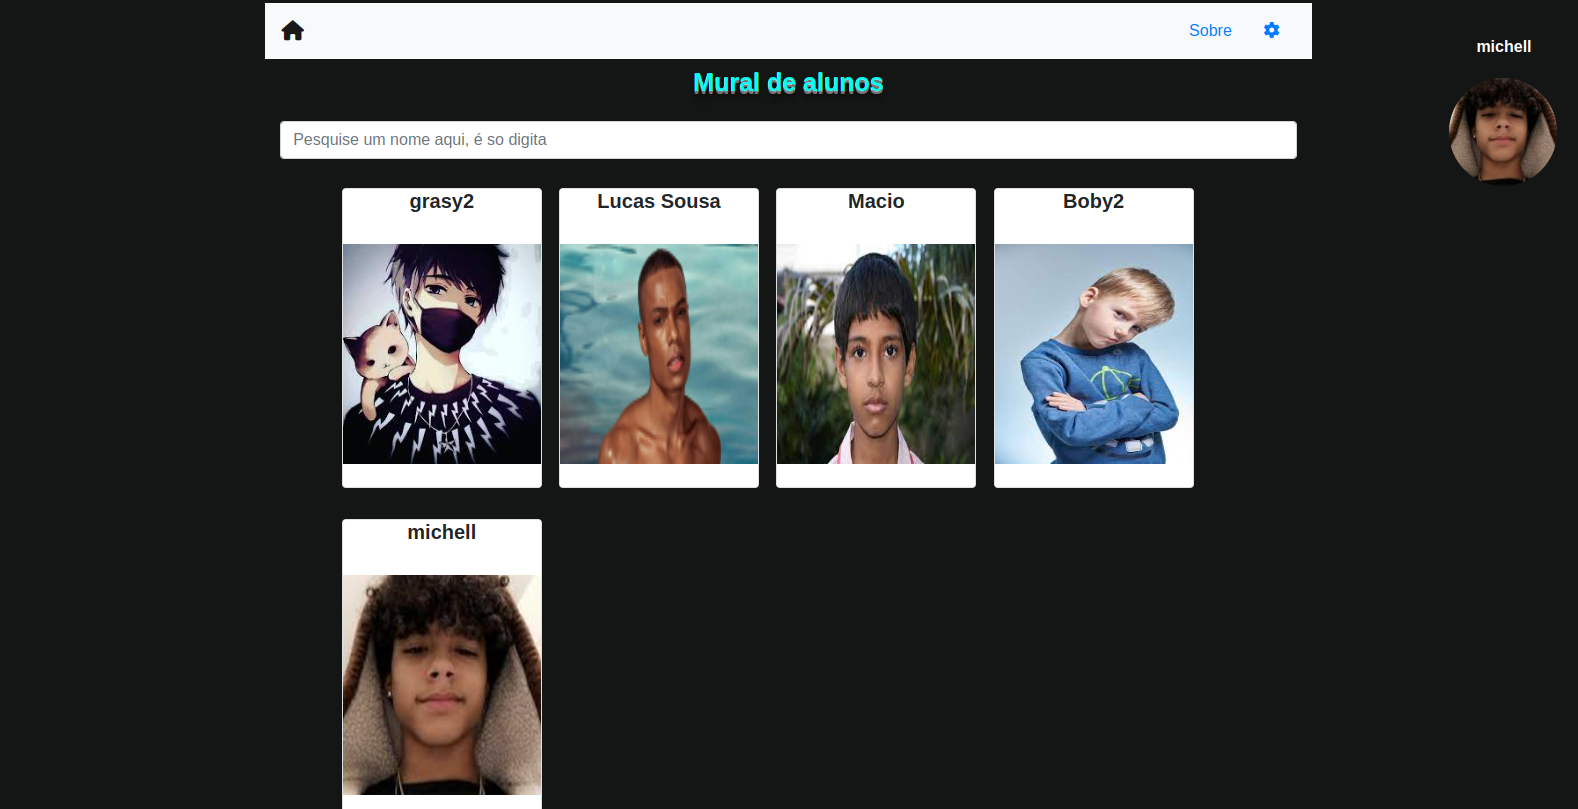 Sobre
michell
Mural de alunos
Pesquise um nome aqui, é so digita
grasy2
Lucas Sousa
Macio
Boby2
michell